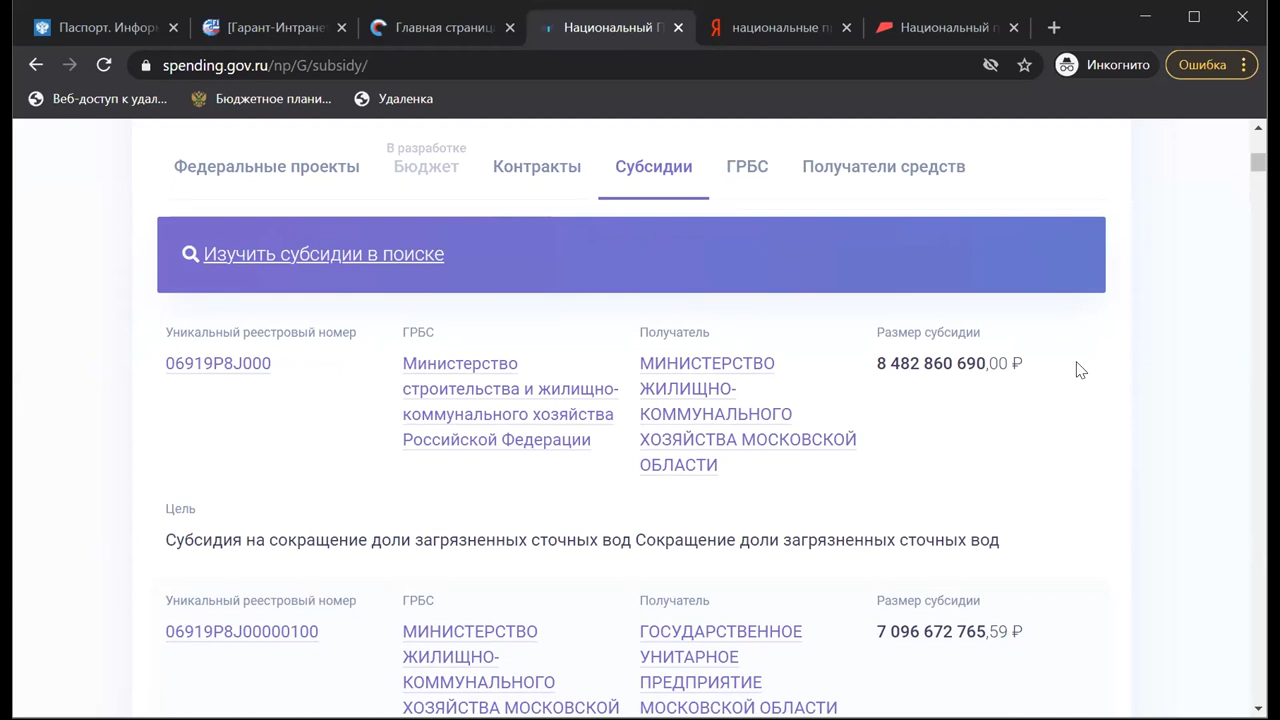 Паспорт. Инфор
[Гарант-Интране
Главная страниц
Национальный П
национальные п
Национальный п
spending.gov.ru/np/G/subsidy/
Инкогнито
Ошибка
Веб-доступ к удал...
Бюджетное плани...
Удаленка
В разработке
Федеральные проекты
Бюджет
Контракты
Субсидии
ГРБС
Получатели средств
Изучить субсидии в поиске
Уникальный реестровый номер
ГРБС
Получатель
Размер субсидии
06919P8J000
Министерство
строительства и жилищно-
коммунального хозяйства
Российской Федерации
МИНИСТЕРСТВО
ЖИЛИЩНО-
КОММУНАЛЬНОГО
ХОЗЯЙСТВА МОСКОВСКОЙ
ОБЛАСТИ
8 482 860 690,00 ₽
Цель
Субсидия на сокращение доли загрязненных сточных вод Сокращение доли загрязненных сточных вод
Уникальный реестровый номер
ГРБС
Получатель
Размер субсидии
06919P8J00000100
МИНИСТЕРСТВО
ЖИЛИЩНО-
КОММУНАЛЬНОГО
ХОЗЯЙСТВА МОСКОВСКОЙ
ГОСУДАРСТВЕННОЕ
УНИТАРНОЕ
ПРЕДПРИЯТИЕ
МОСКОВСКОЙ ОБЛАСТИ
7 096 672 765,59 ₽